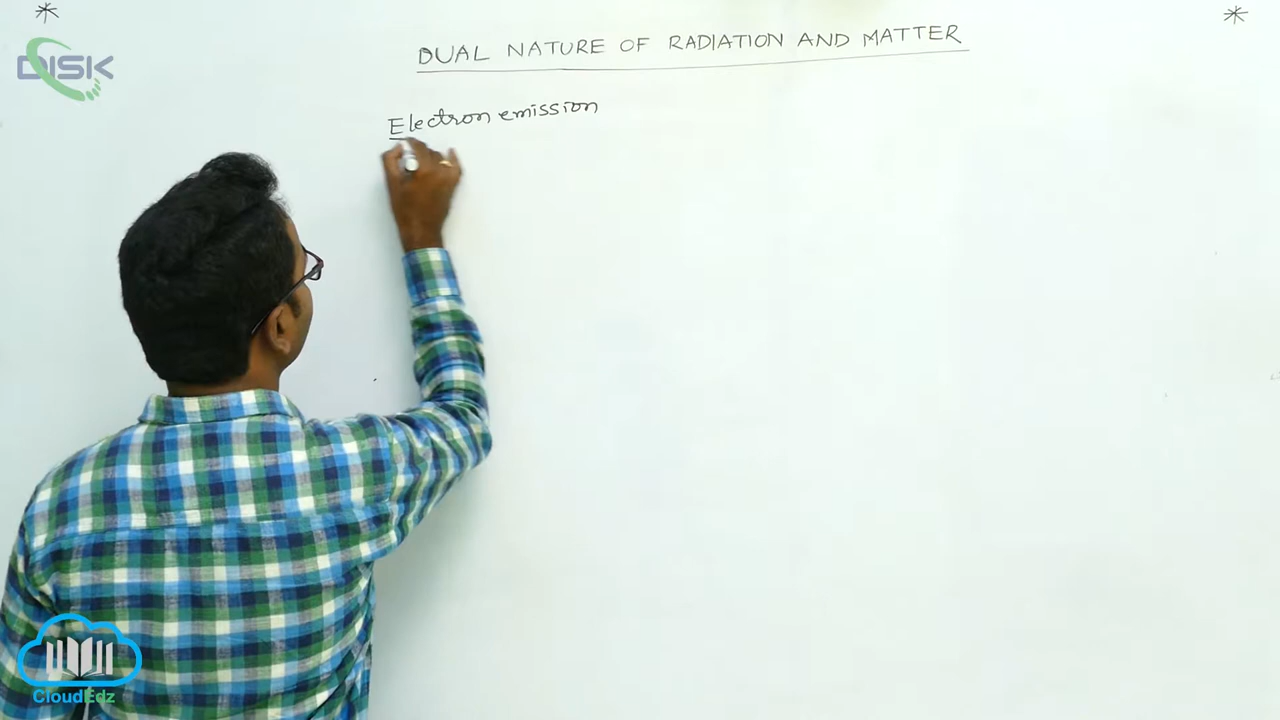 *
*
DISK
DUAL NATURE OF RADIATION AND MATTER
Electron emission
CloudEdz